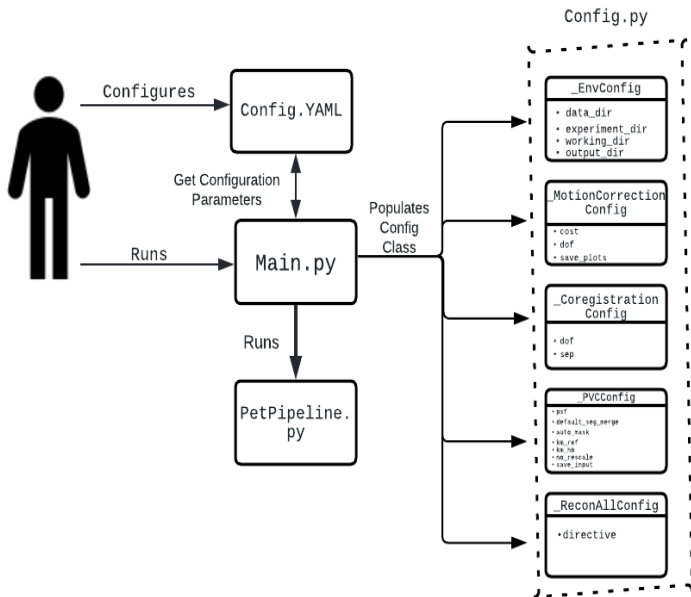 Config.py
Configures
Config.YAML
Get Configuration
Parameters
Runs
Main.py
Populates
Config
Class
Runs
PetPipeline.
py
_EnvConfig
• data_dir
• experiment_dir
• working_dir
• output_dir
_MotionCorrection
Config
• cost
• dof
• save_plots
_Coregistration
Config
• dof
• sep
_PVCConfig
• psf
• default_seg_merge
• auto_mask
• km_ref
• km_hb
• no_rescale
• save_input
_ReconAllConfig
•directive